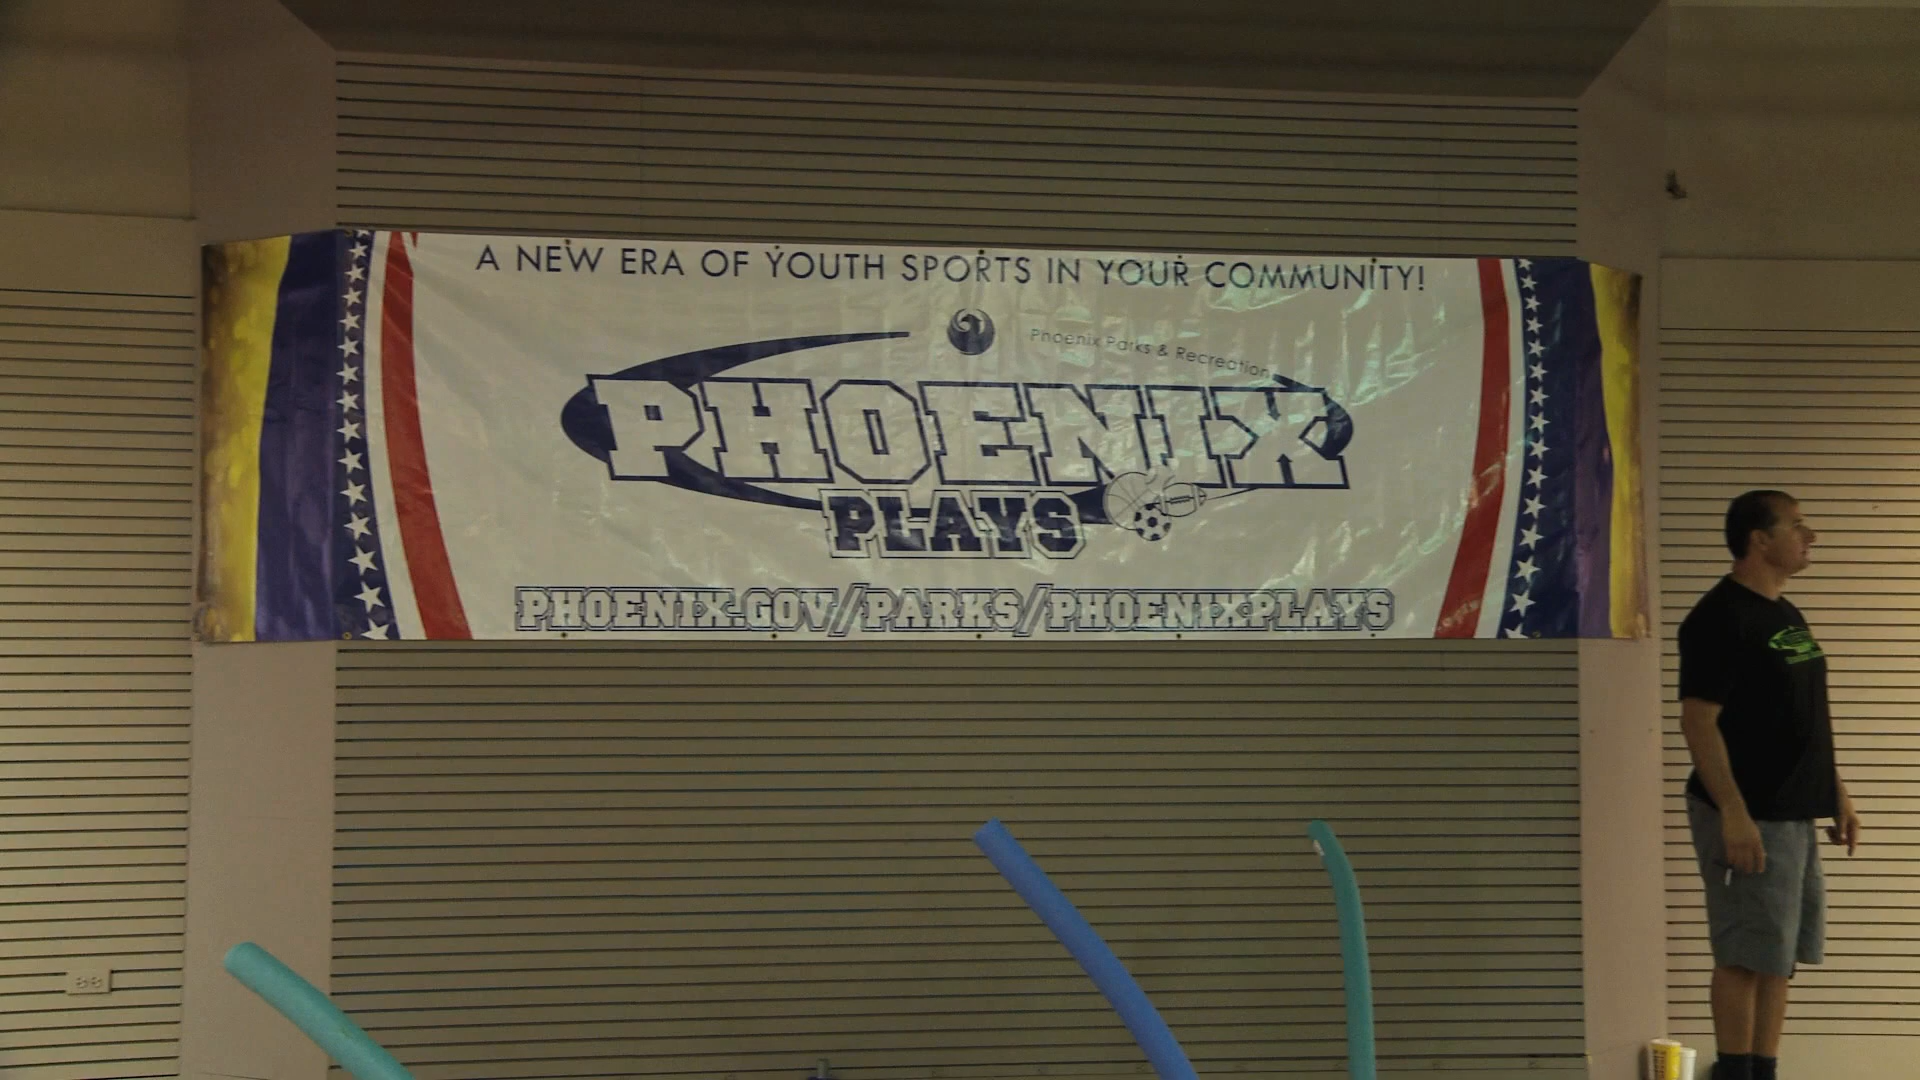 A NEW ERA OF YOUTH SPORTS IN YOUR COMMUNITY!
Phoenix Parks & Recreation
PHOENIX
PLAYS
PHOENIX.GOV//PARKS/PHOENIXPLAYS